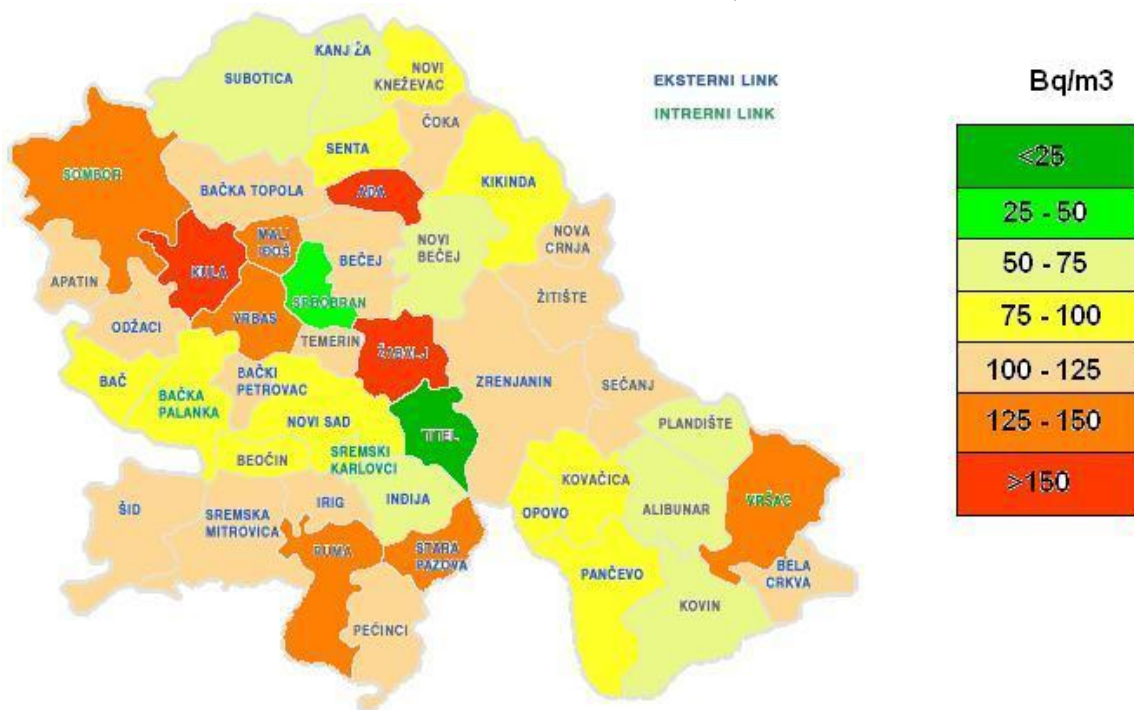 KANJIŽA
NOVI
KNEŽEVAC
SUBOTICA
EKSTERNI LINK
INTRERNI LINK
ČOKA
SENTA
SOMBOR
BAČKA TOPOLA
ADA
KIKINDA
MALI
IĐOŠ
NOVI
BEČEJ
NOVA
CRNJA
KULA
BEČEJ
APATIN
SRBOBRAN
ŽITIŠTE
ODŽACI
VRBAS
TEMERIN
ŽABALJ
BAČ
BAČKI
PETROVAC
ZRENJANIN
SEČANJ
BAČKA
PALANKA
NOVI SAD
PLANDIŠTE
TITEL
BEOČIN
SREMSKI
KARLOVCI
KOVAČICA
ŠID
SREMSKA
MITROVICA
IRIG
INĐIJA
OPOVO
ALIBUNAR
VRŠAC
RUMA
STARA
PAZOVA
PANČEVO
BELA
CRKVA
KOVIN
PEĆINCI
Bq/m3
<25
25 - 50
50 - 75
75 - 100
100 - 125
125 - 150
>150